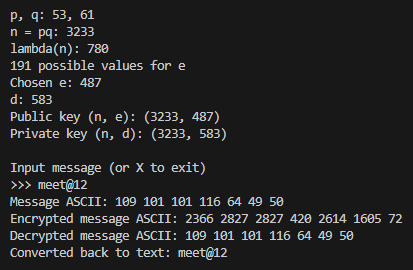 p, q: 53, 61
n = pq: 3233
lambda(n): 780
191 possible values for e
Chosen e: 487
d: 583
Public key (n, e): (3233, 487)
Private key (n, d): (3233, 583)
Input message (or X to exit)
>>> meet@12
Message ASCII: 109 101 101 116 64 49 50
Encrypted message ASCII: 2366 2827 2827 420 2614 1605 72
Decrypted message ASCII: 109 101 101 116 64 49 50
Converted back to text: meet@12